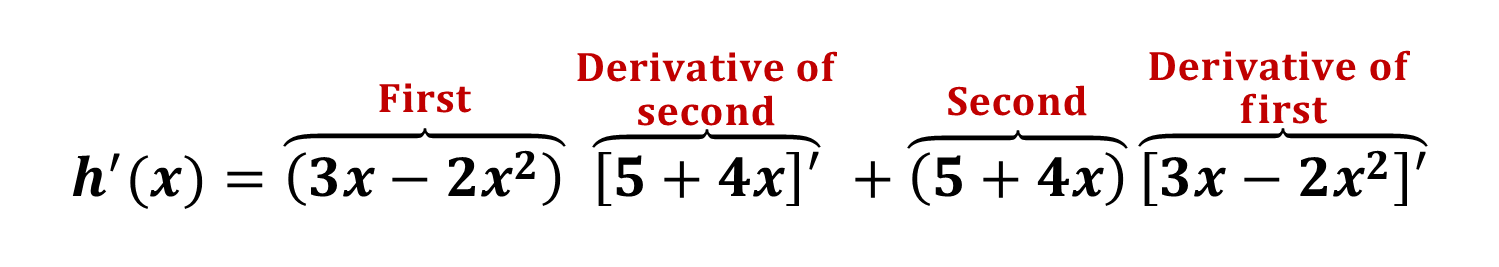 First
Derivative of
second
Second
Derivative of
first
h′(x) = (3x − 2x²) [5 + 4x]′ + (5 + 4x)[3x − 2x²]′